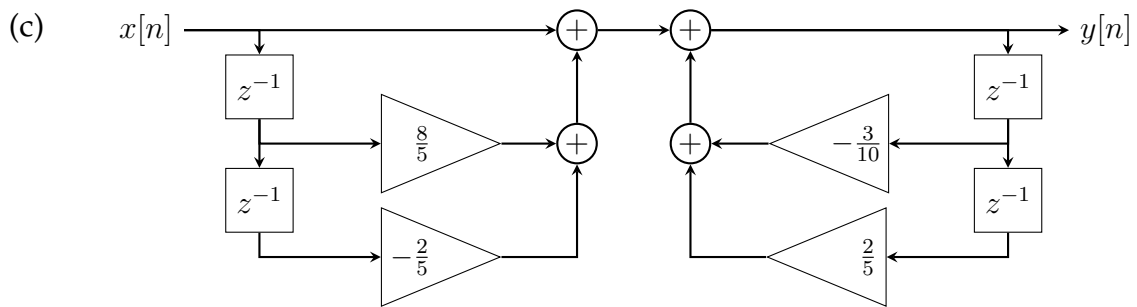 (c) x[n] + + y[n]
z⁻¹ z⁻¹
8/5 + + −3/10
z⁻¹ z⁻¹
−2/5 2/5